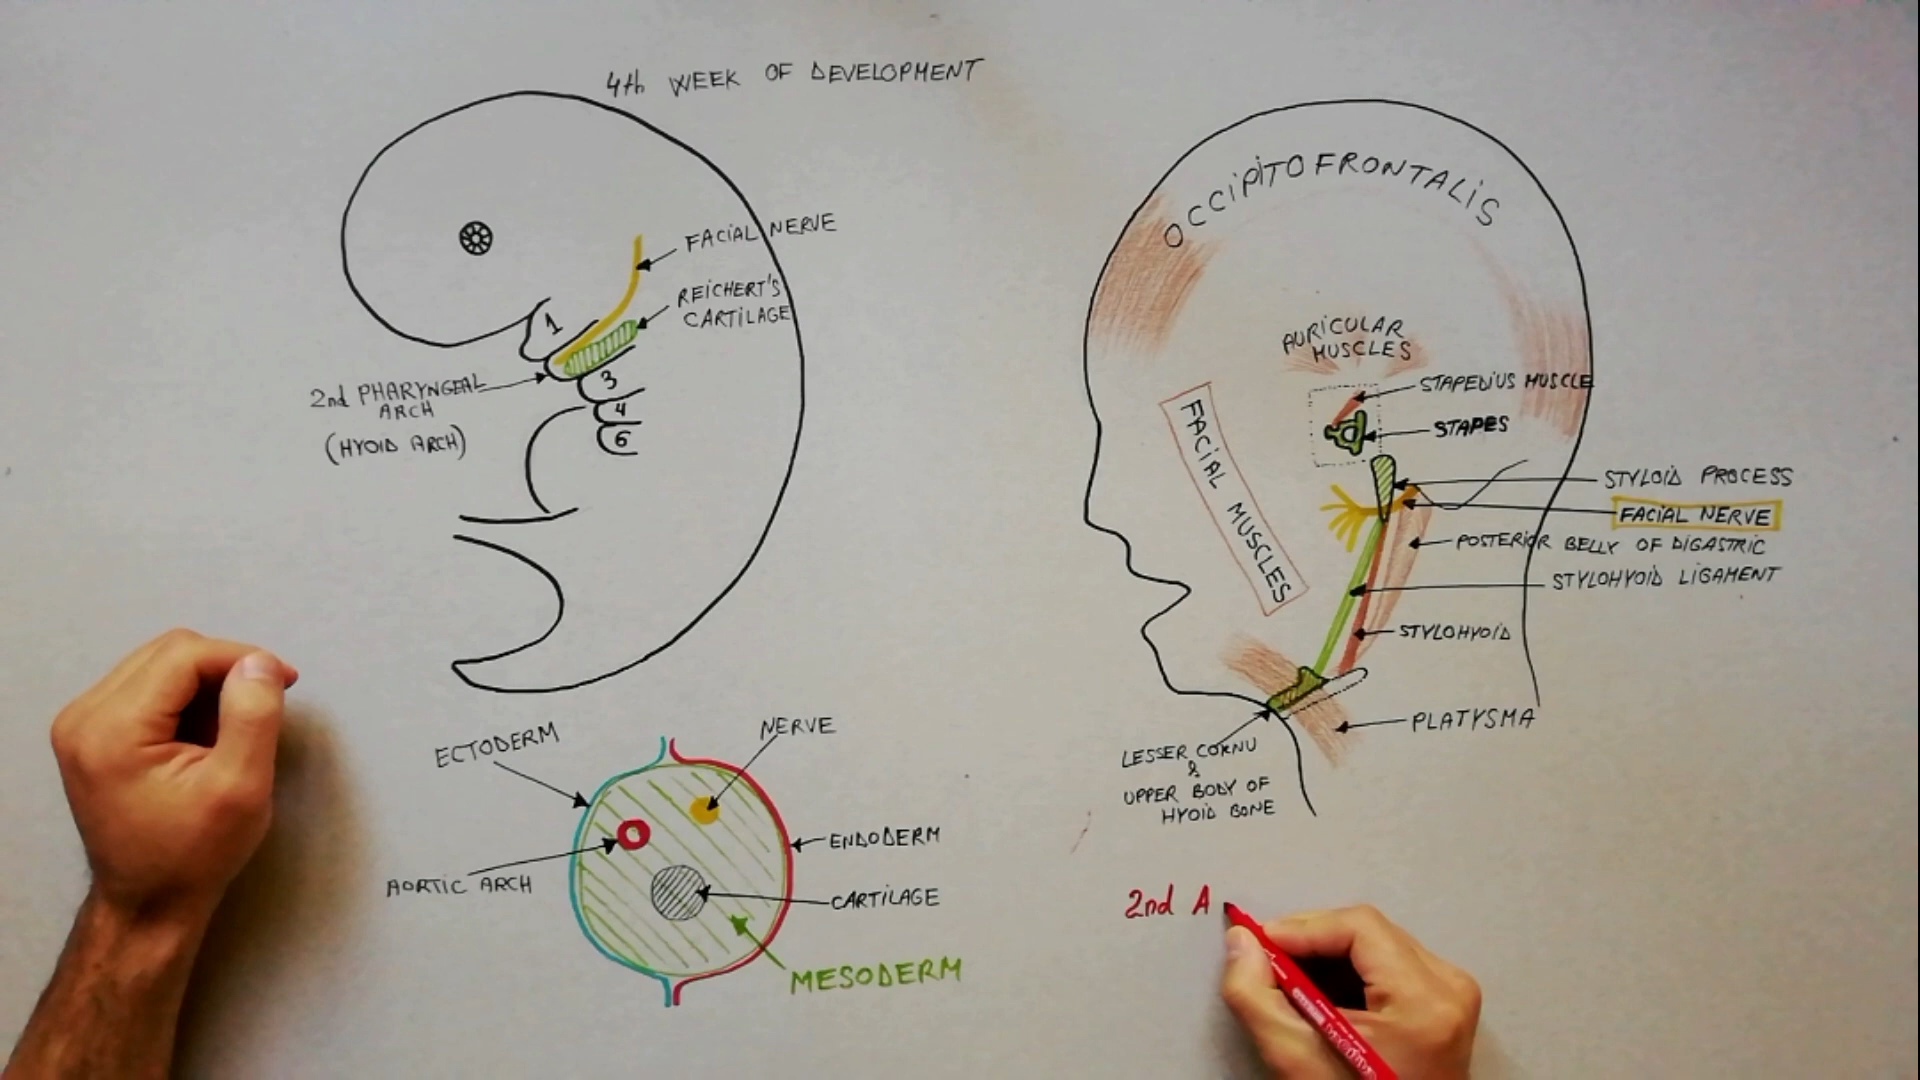 4th WEEK OF DEVELOPMENT
FACIAL NERVE
REICHERT'S
CARTILAGE
1
3
4
6
2nd PHARYNGEAL
ARCH
(HYOID ARCH)
ECTODERM
NERVE
AORTIC ARCH
ENDODERM
CARTILAGE
MESODERM
OCCIPITOFRONTALIS
AURICULAR
MUSCLES
STAPEDIUS MUSCLE
STAPES
FACIAL MUSCLES
STYLOID PROCESS
FACIAL NERVE
POSTERIOR BELLY OF DIGASTRIC
STYLOHYOID LIGAMENT
STYLOHYOID
PLATYSMA
LESSER CORNU
&
UPPER BODY OF
HYOID BONE
2nd A